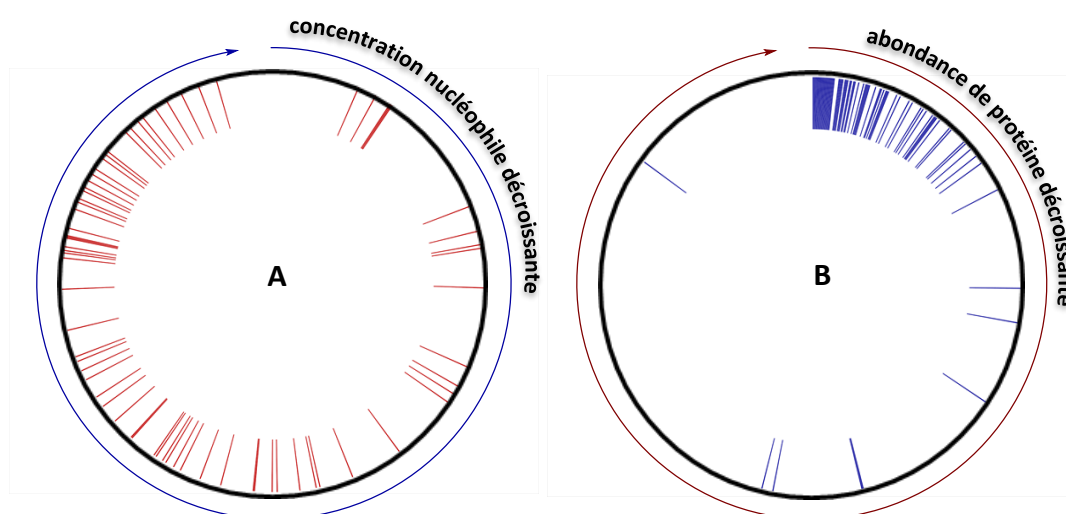 concentration nucléophile décroissante
abondance de protéine décroissante
A
B